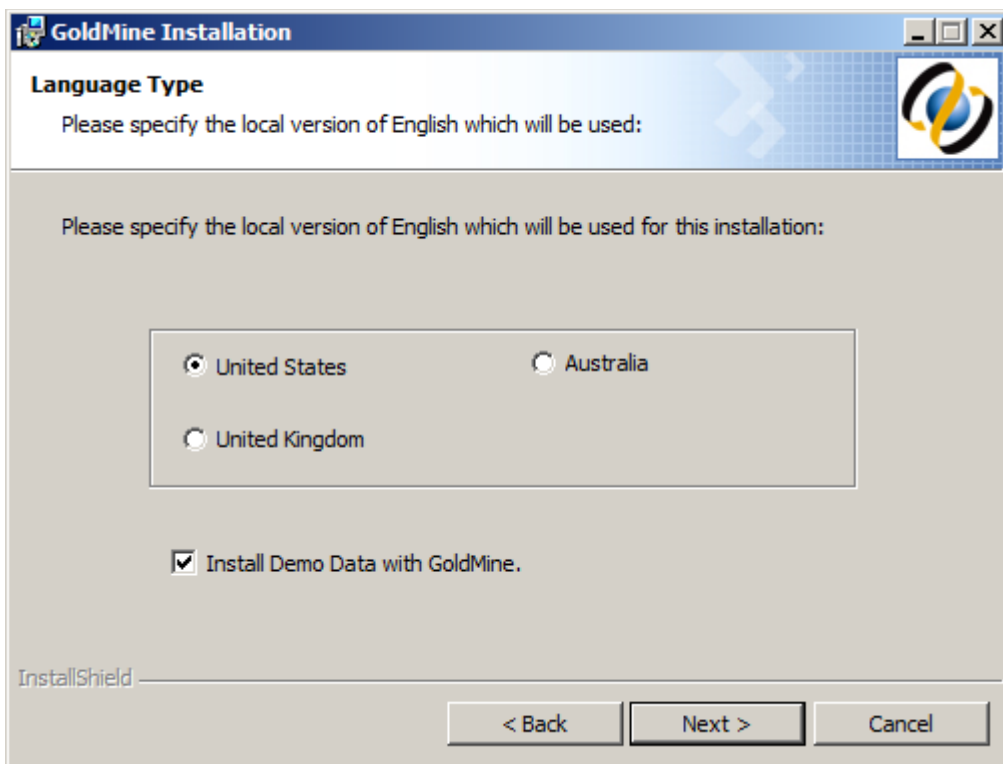 GoldMine Installation
Language Type
Please specify the local version of English which will be used:
Please specify the local version of English which will be used for this installation:
United States
Australia
United Kingdom
Install Demo Data with GoldMine.
InstallShield
< Back
Next >
Cancel